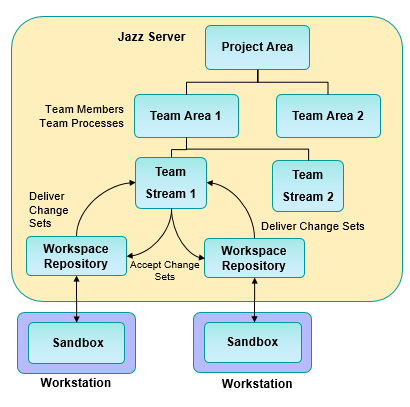 Jazz Server
Project Area
Team Members
Team Processes
Team Area 1
Team Area 2
Team
Stream 1
Team
Stream 2
Deliver
Change
Sets
Deliver Change Sets
Workspace
Repository
Accept Change
Sets
Workspace
Repository
Sandbox
Sandbox
Workstation
Workstation